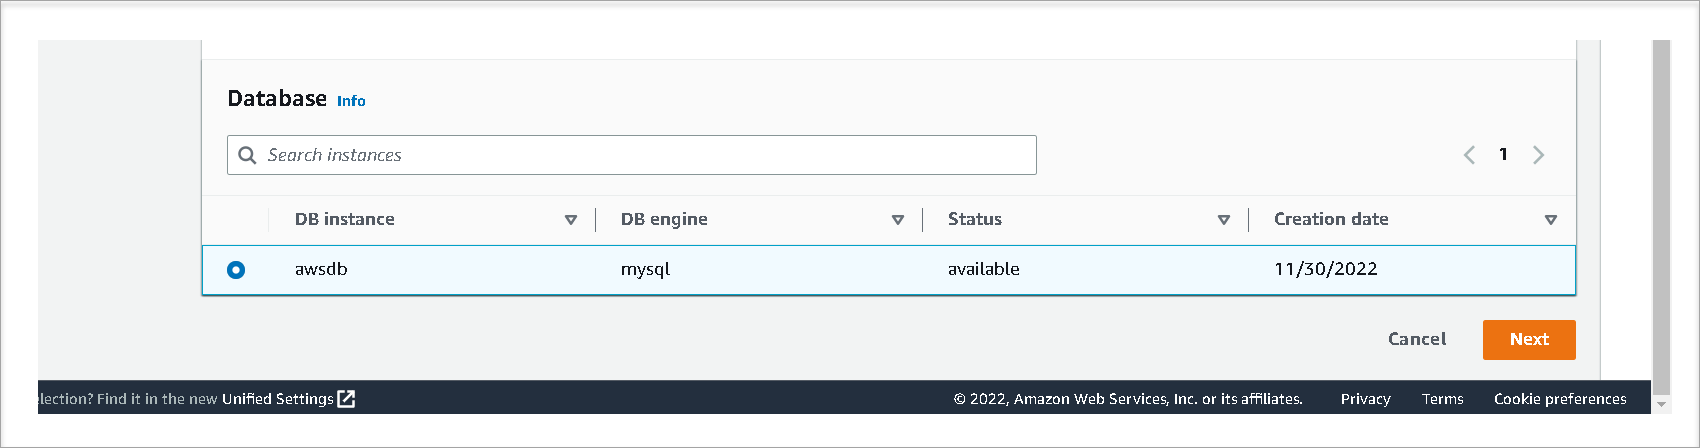 Database Info
Search instances
1
DB instance DB engine Status Creation date
awsdb mysql available 11/30/2022
Cancel Next
election? Find it in the new Unified Settings © 2022, Amazon Web Services, Inc. or its affiliates. Privacy Terms Cookie preferences